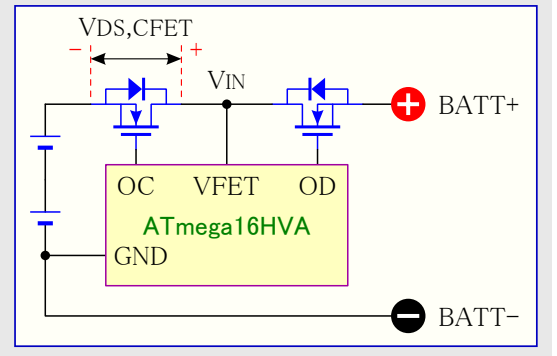 VDS,CFET
− +
VIN
+ BATT+
OC VFET OD
ATmega16HVA
GND
− BATT−